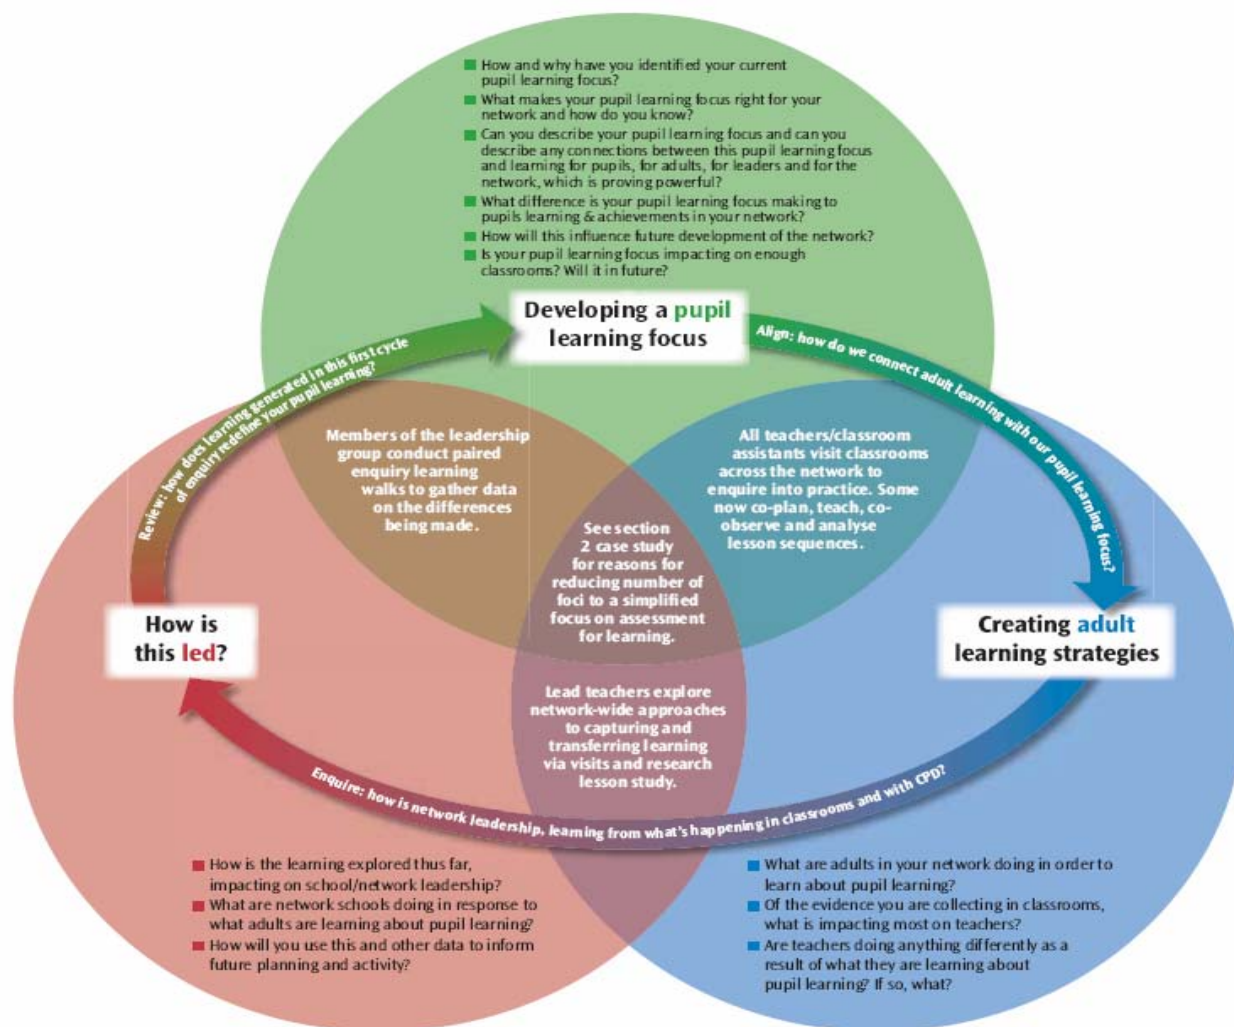 ■ How and why have you identified your current
pupil learning focus?
■ What makes your pupil learning focus right for your
network and how do you know?
■ Can you describe your pupil learning focus and can you
describe any connections between this pupil learning focus
and learning for pupils, for adults, for leaders and for the
network, which is proving powerful?
■ What difference is your pupil learning focus making to
pupils learning & achievements in your network?
■ How will this influence future development of the network?
■ Is your pupil learning focus impacting on enough
classrooms? Will it in future?
Developing a pupil
learning focus
Align: how do we connect adult learning with our pupil learning focus?
Review: how does learning generated in this first cycle
of enquiry redefine your pupil learning?
Members of the leadership
group conduct paired
enquiry learning
walks to gather data
on the differences
being made.
All teachers/classroom
assistants visit classrooms
across the network to
enquire into practice. Some
now co-plan, teach, co-
observe and analyse
lesson sequences.
See section
2 case study
for reasons for
reducing number of
foci to a simplified
focus on assessment
for learning.
How is
this led?
Creating adult
learning strategies
Lead teachers explore
network-wide approaches
to capturing and
transferring learning
via visits and research
lesson study.
Enquire: how is network leadership, learning from what's happening in classrooms and with CPD?
■ How is the learning explored thus far,
impacting on school/network leadership?
■ What are network schools doing in response to
what adults are learning about pupil learning?
■ How will you use this and other data to inform
future planning and activity?
■ What are adults in your network doing in order to
learn about pupil learning?
■ Of the evidence you are collecting in classrooms,
what is impacting most on teachers?
■ Are teachers doing anything differently as a
result of what they are learning about
pupil learning? If so, what?